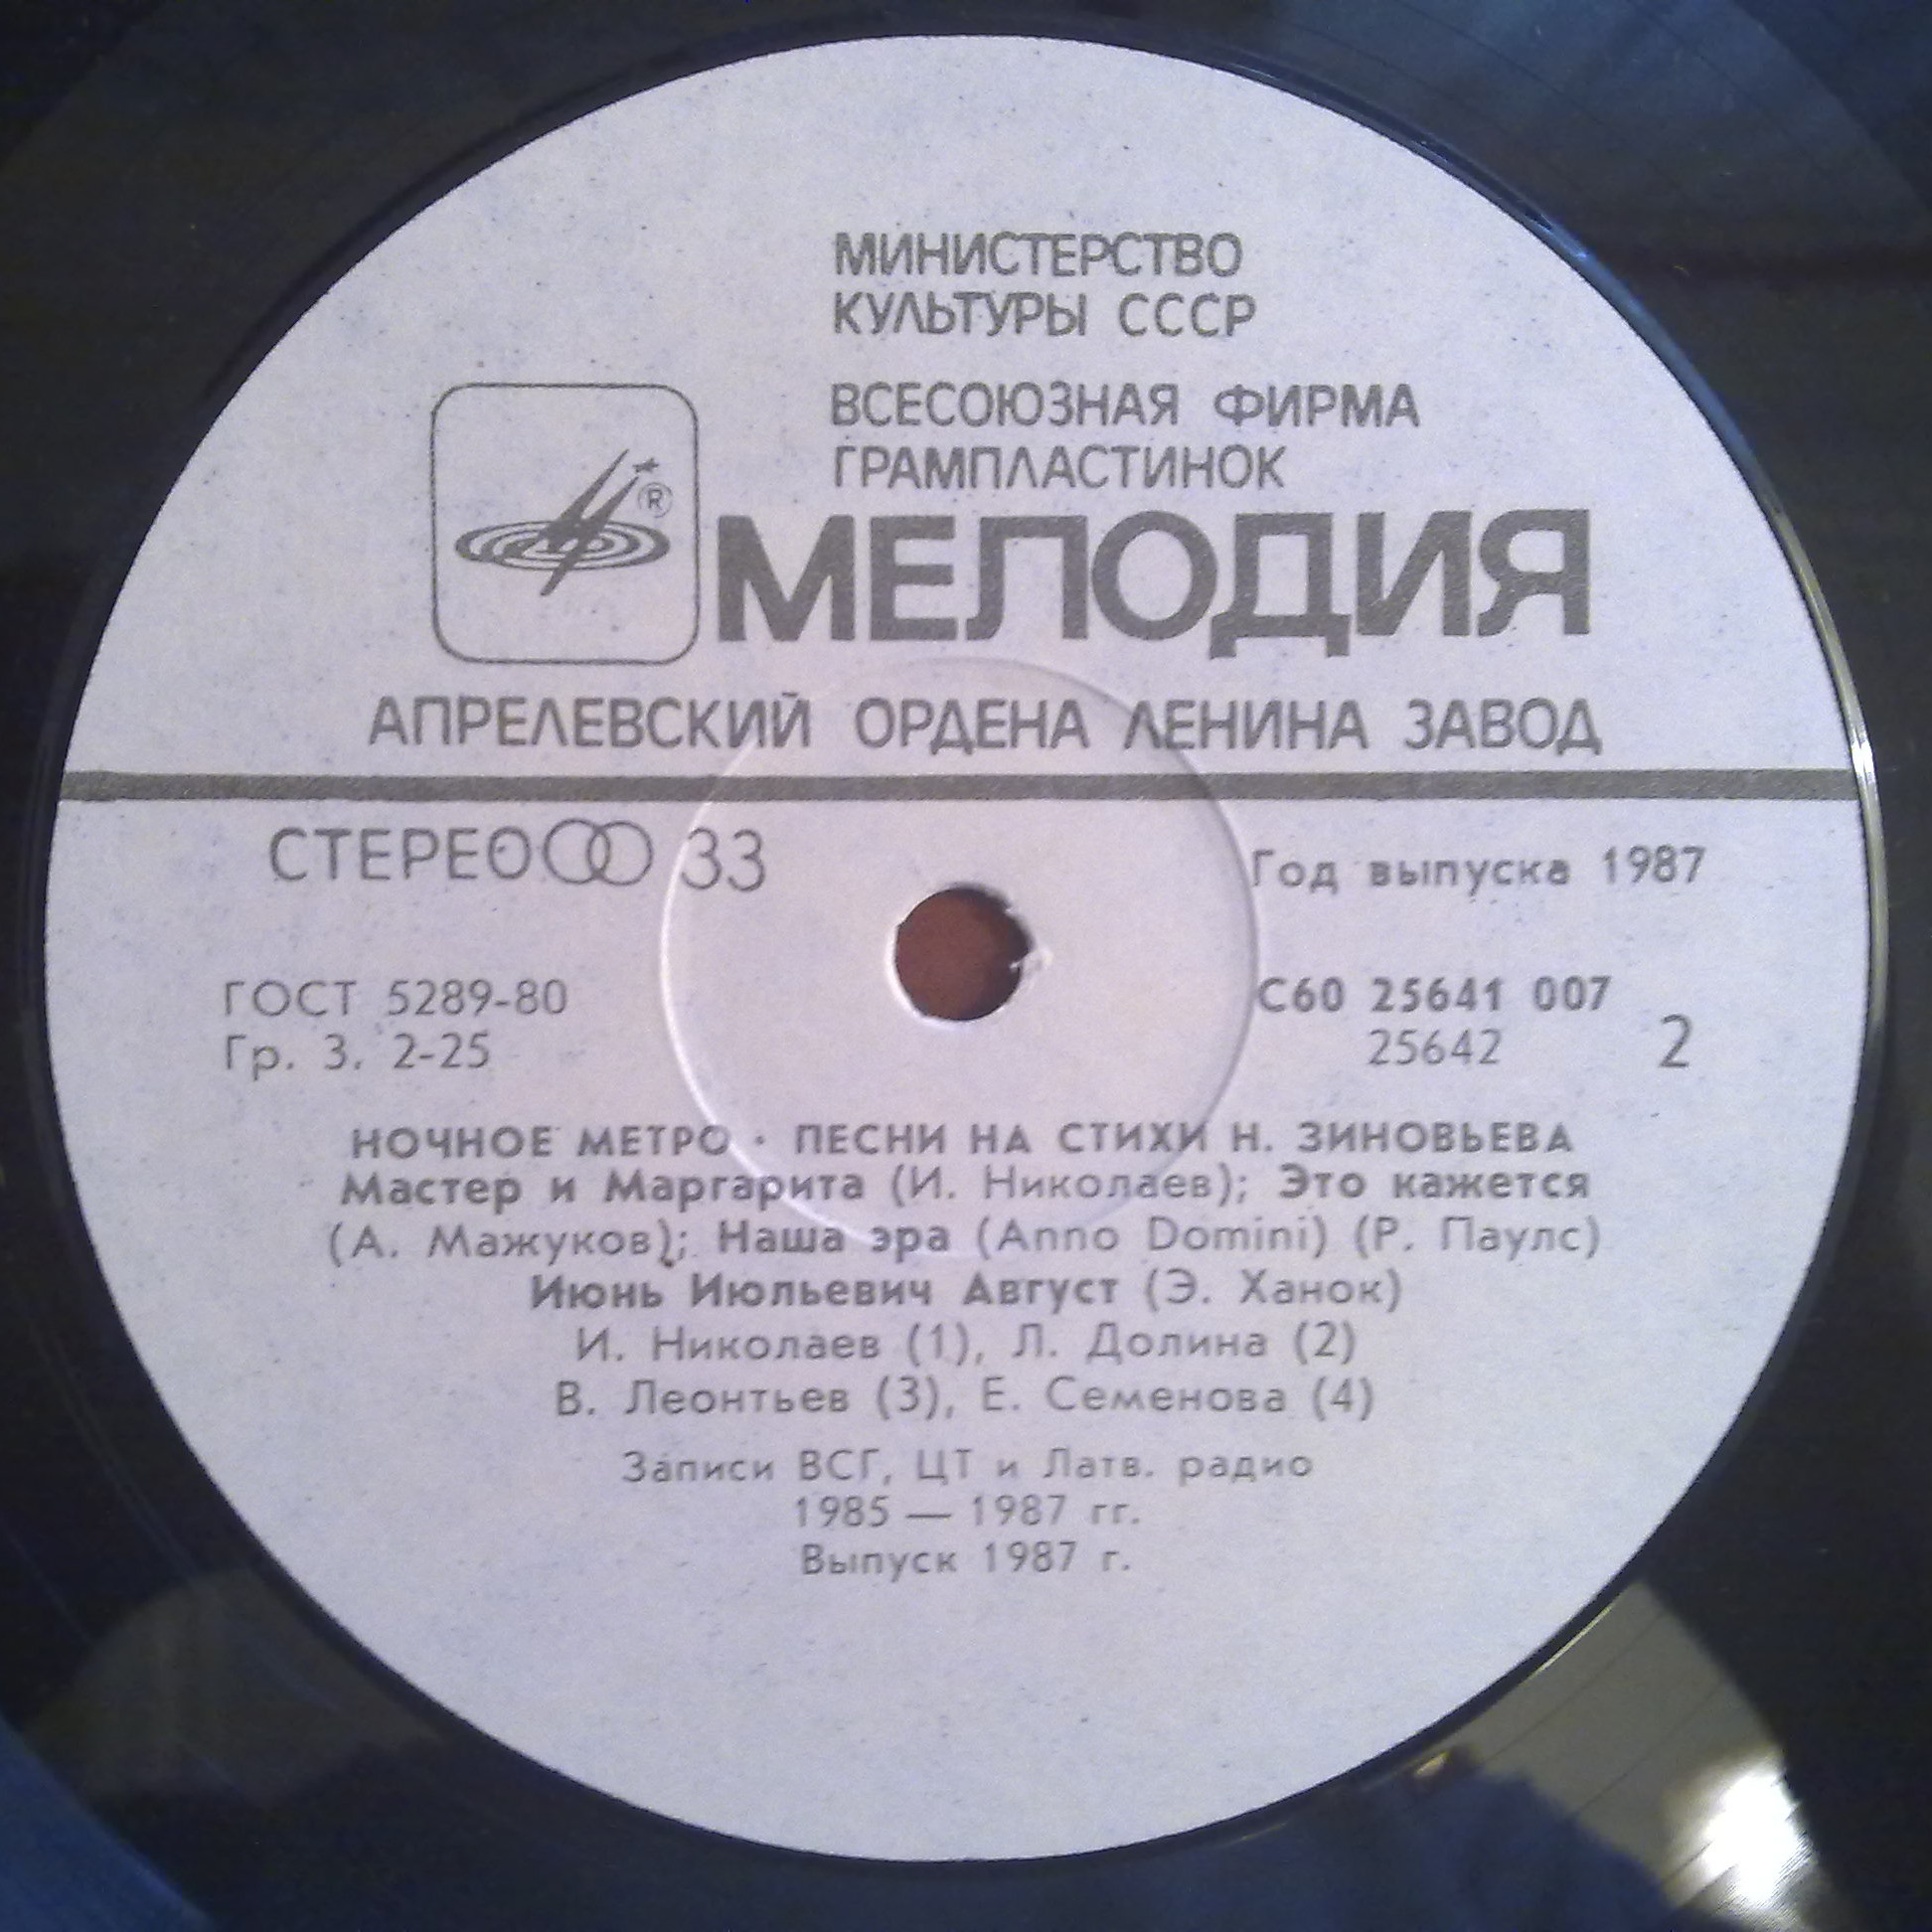 МИНИСТЕРСТВО
КУЛЬТУРЫ СССР
ВСЕСОЮЗНАЯ ФИРМА
ГРАМПЛАСТИНОК
®
МЕЛОДИЯ
АПРЕЛЕВСКИЙ ОРДЕНА ЛЕНИНА ЗАВОД
СТЕРЕО 33
Год выпуска 1987
ГОСТ 5289-80
Гр. 3. 2-25
С60 25641 007
25642
2
НОЧНОЕ МЕТРО · ПЕСНИ НА СТИХИ Н. ЗИНОВЬЕВА
Мастер и Маргарита (И. Николаев); Это кажется
(А. Мажуков); Наша эра (Anno Domini) (Р. Паулс)
Июнь Июльевич Август (Э. Ханок)
И. Николаев (1), Л. Долина (2)
В. Леонтьев (3), Е. Семенова (4)
Записи ВСГ, ЦТ и Латв. радио
1985 — 1987 гг.
Выпуск 1987 г.